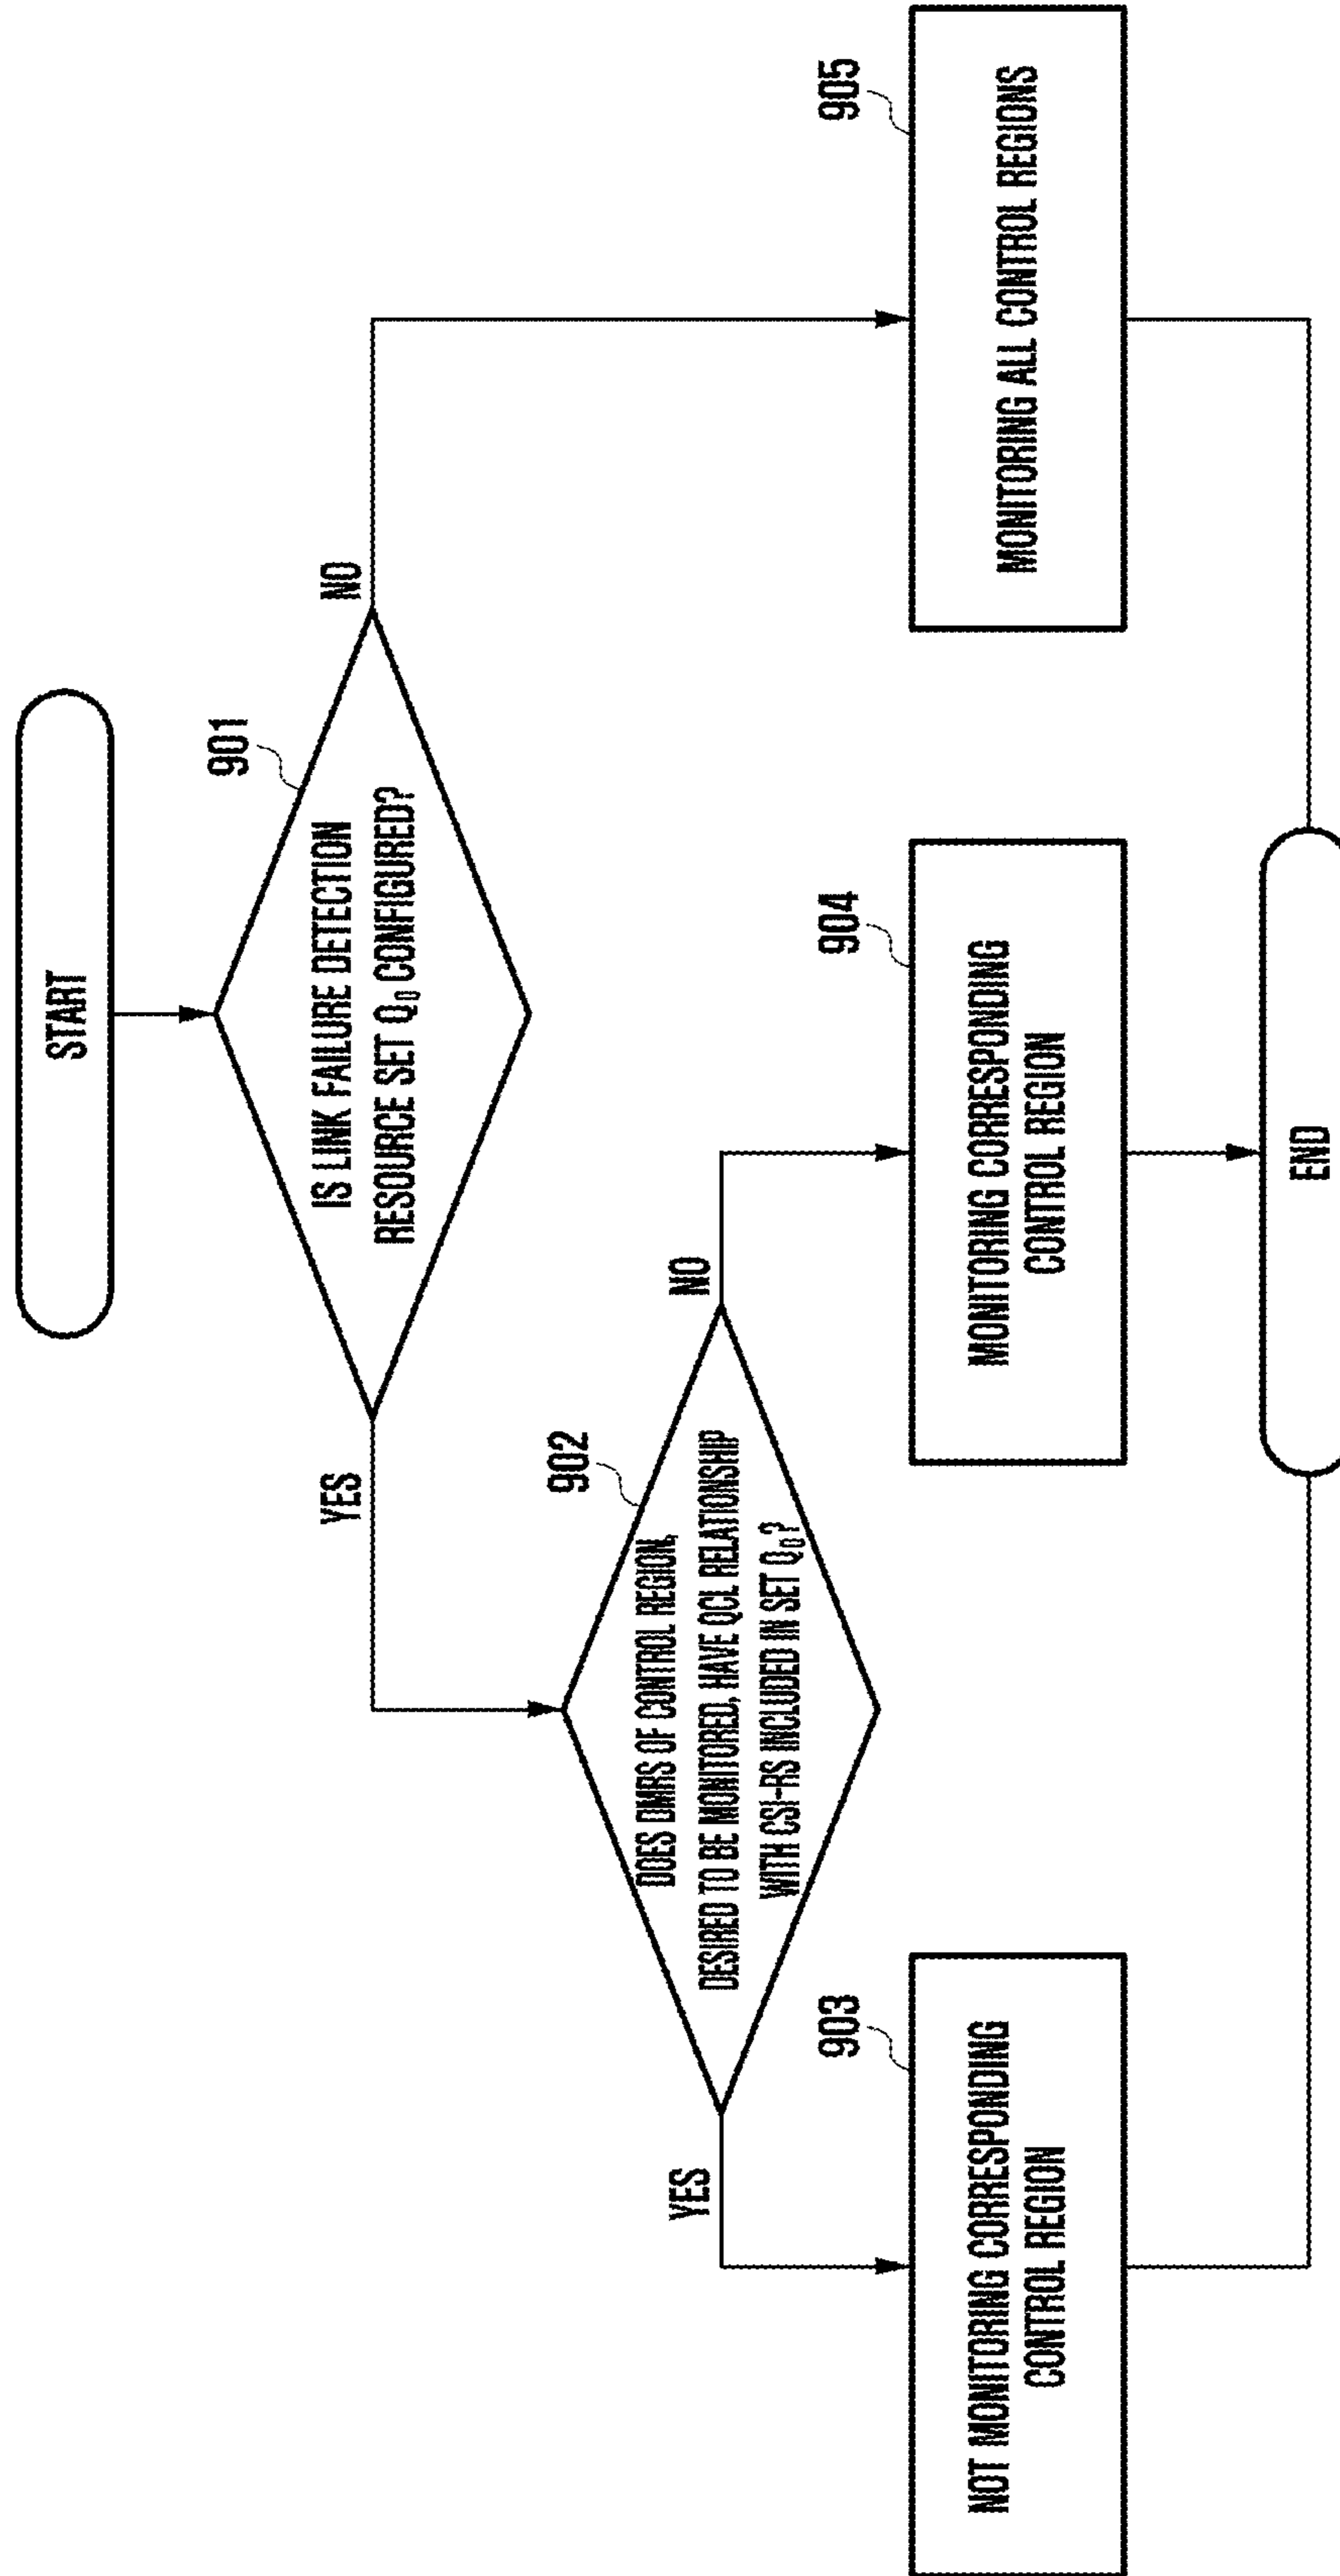 START
901
IS LINK FAILURE DETECTION
RESOURCE SET Q0 CONFIGURED?
YES
NO
902
DOES DMRS OF CONTROL REGION,
DESIRED TO BE MONITORED, HAVE QCL RELATIONSHIP
WITH CSI-RS INCLUDED IN SET Q0?
YES
NO
903
NOT MONITORING CORRESPONDING
CONTROL REGION
904
MONITORING CORRESPONDING
CONTROL REGION
905
MONITORING ALL CONTROL REGIONS
END